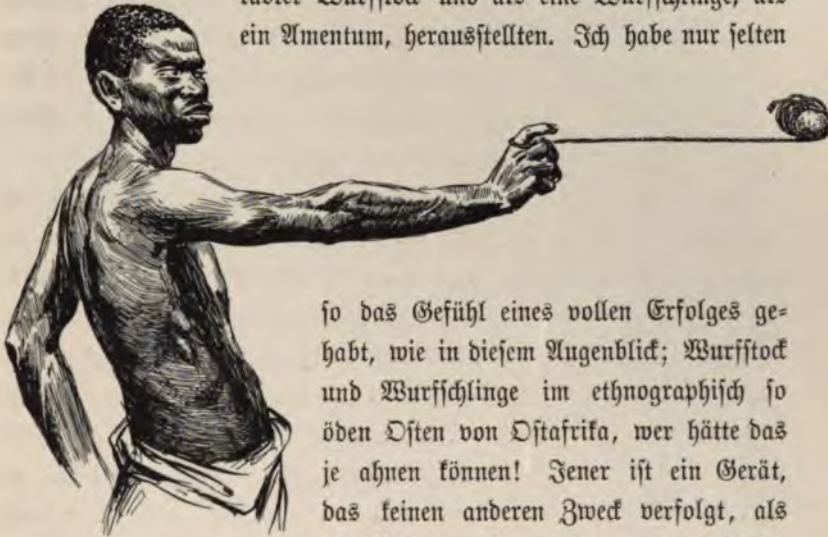 tabler Wurfstock und als eine Wurfschlinge, als
ein Amentum, herausstellten. Ich habe nur selten
so das Gefühl eines vollen Erfolges ge-
habt, wie in diesem Augenblick; Wurfstock
und Wurfschlinge im ethnographisch so
öden Osten von Ostafrika, wer hätte das
je ahnen können! Jener ist ein Gerät,
das keinen anderen Zweck verfolgt, als